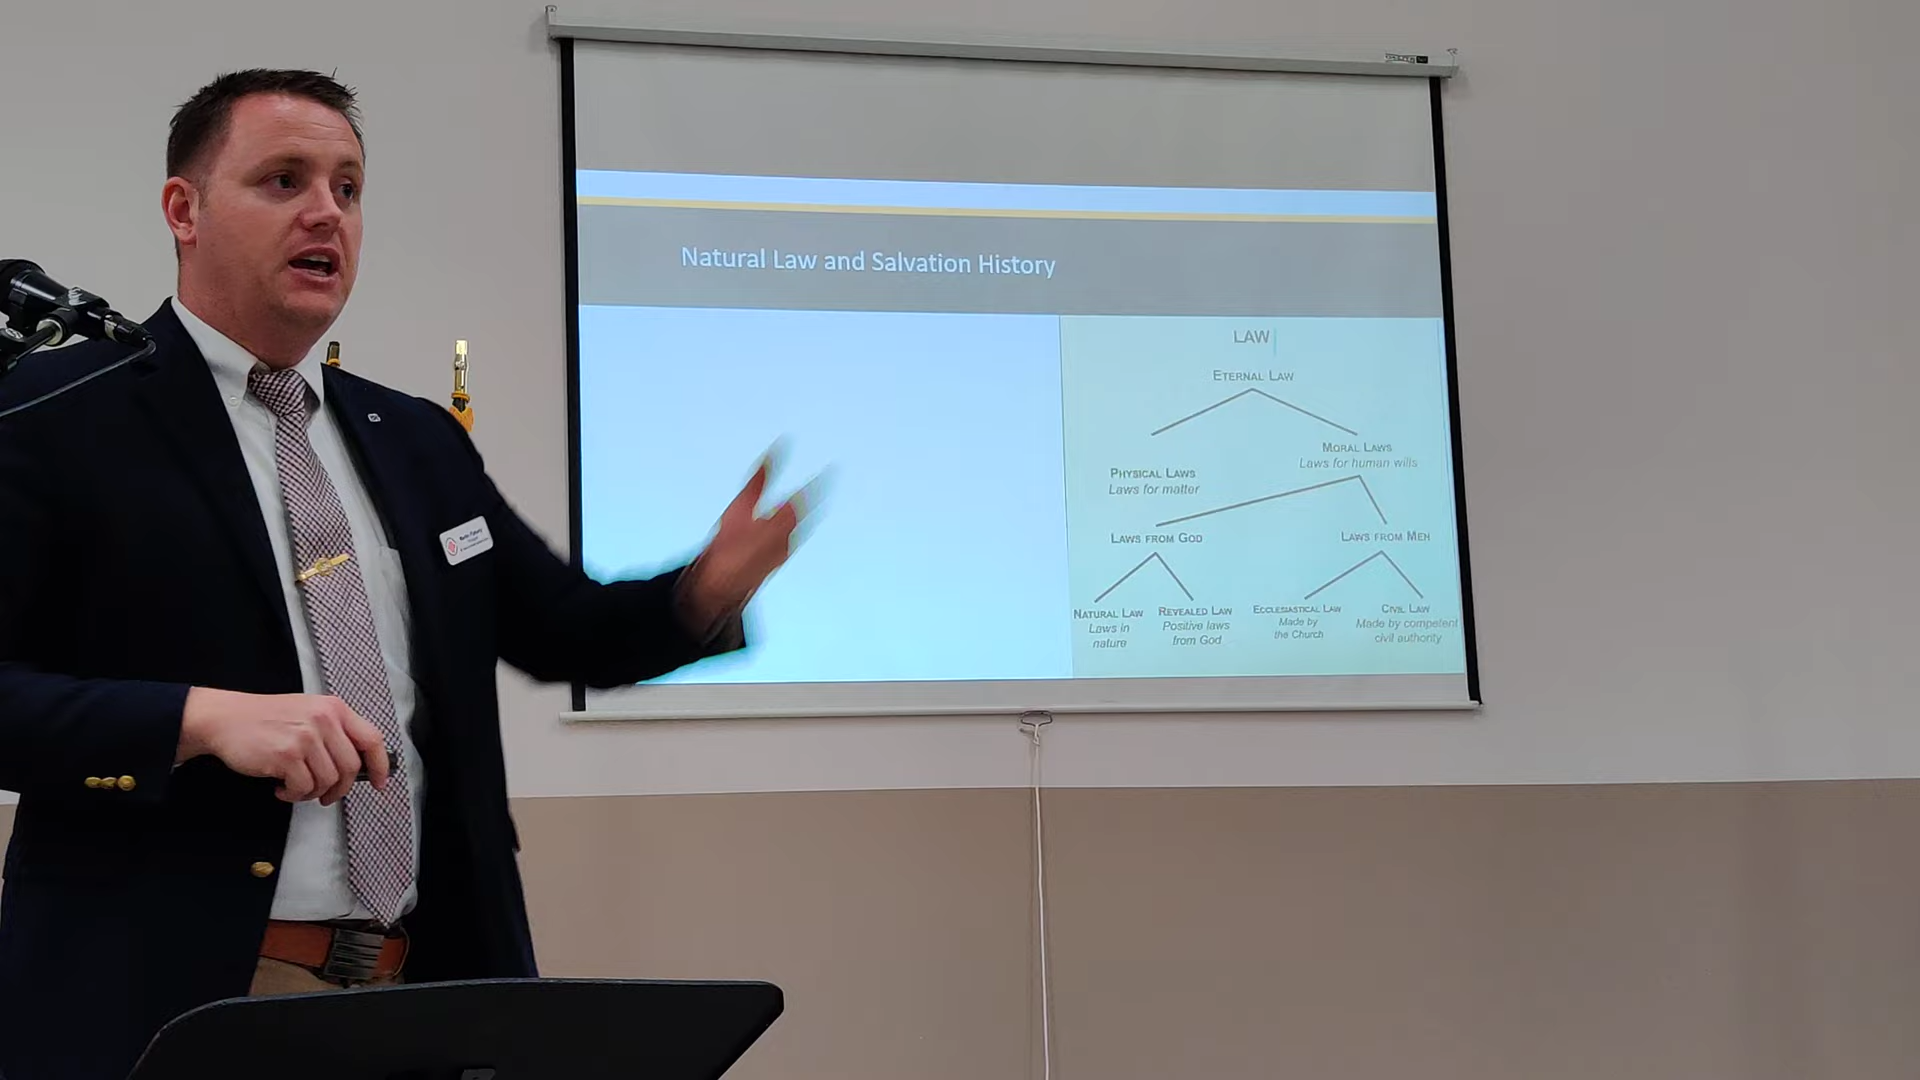 Natural Law and Salvation History
LAW
ETERNAL LAW
MORAL LAWS
Laws for human wills
PHYSICAL LAWS
Laws for matter
LAWS FROM GOD
LAWS FROM MEN
NATURAL LAW
Laws in
nature
REVEALED LAW
Positive laws
from God
ECCLESIASTICAL LAW
Made by
the Church
CIVIL LAW
Made by competent
civil authority